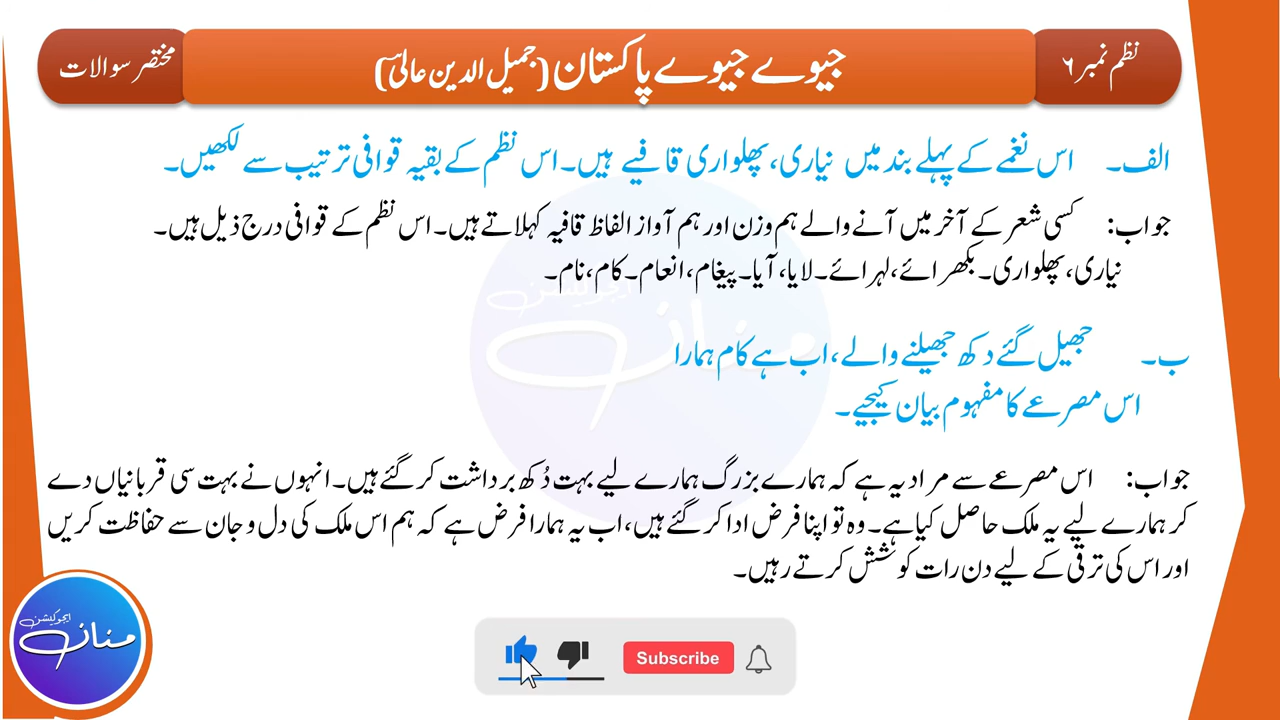 نظم نمبر ۶
جیوے جیوے پاکستان (جمیل الدین عالیؔ)
مختصر سوالات
الف۔ اس نغمے کے پہلے بند میں نیاری، پھلواری قافیے ہیں۔ اس نظم کے بقیہ قوافی ترتیب سے لکھیں۔
جواب: کسی شعر کے آخر میں آنے والے ہم وزن اور ہم آواز الفاظ قافیہ کہلاتے ہیں۔ اس نظم کے قوافی درج ذیل ہیں۔
نیاری، پھلواری۔ بکھرائے، لہرائے۔ لایا، آیا۔ پیغام، انعام۔ کام، نام۔
ب۔ جھیل گئے دکھ جھیلنے والے، اب ہے کام ہمارا
اس مصرعے کا مفہوم بیان کیجیے۔
جواب: اس مصرعے سے مراد یہ ہے کہ ہمارے بزرگ ہمارے لیے بہت دُکھ برداشت کر گئے ہیں۔ انہوں نے بہت سی قربانیاں دے
کر ہمارے لیے یہ ملک حاصل کیا ہے۔ وہ تو اپنا فرض ادا کر گئے ہیں، اب یہ ہمارا فرض ہے کہ ہم اس ملک کی دل و جان سے حفاظت کریں
اور اس کی ترقی کے لیے دن رات کوشش کرتے رہیں۔
منان ایجوکیشن
Subscribe